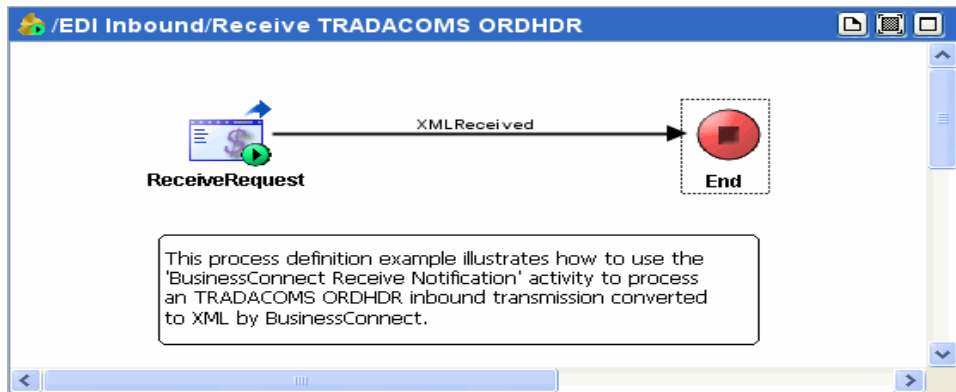 /EDI Inbound/Receive TRADACOMS ORDHDR
XMLReceived
ReceiveRequest
End
This process definition example illustrates how to use the
'BusinessConnect Receive Notification' activity to process
an TRADACOMS ORDHDR inbound transmission converted
to XML by BusinessConnect.